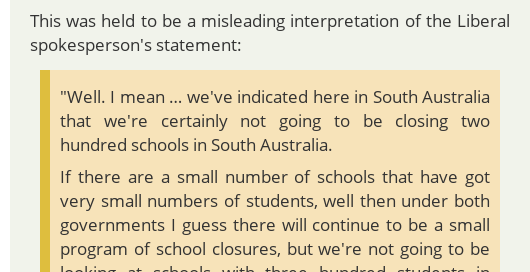 This was held to be a misleading interpretation of the Liberal
spokesperson's statement:
"Well. I mean ... we've indicated here in South Australia
that we're certainly not going to be closing two
hundred schools in South Australia.
If there are a small number of schools that have got
very small numbers of students, well then under both
governments I guess there will continue to be a small
program of school closures, but we're not going to be
looking at schools with three hundred students in